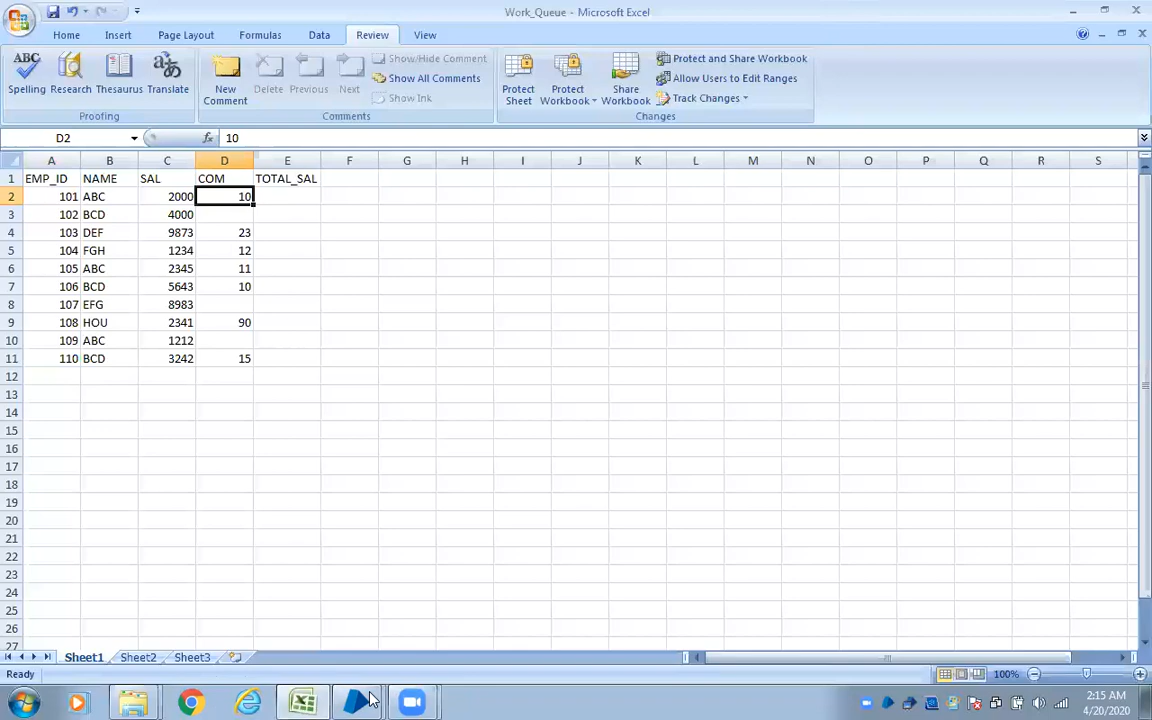 Work_Queue - Microsoft Excel
Home Insert Page Layout Formulas Data Review View
ABC
Spelling Research Thesaurus Translate
Proofing
New Comment Delete Previous Next
Show/Hide Comment
Show All Comments
Show Ink
Comments
Protect Sheet Protect Workbook Share Workbook
Protect and Share Workbook
Allow Users to Edit Ranges
Track Changes
Changes
D2 fx 10
A B C D E F G H I J K L M N O P Q R S
1 EMP_ID NAME SAL COM TOTAL_SAL
2 101 ABC 2000 10
3 102 BCD 4000
4 103 DEF 9873 23
5 104 FGH 1234 12
6 105 ABC 2345 11
7 106 BCD 5643 10
8 107 EFG 8983
9 108 HOU 2341 90
10 109 ABC 1212
11 110 BCD 3242 15
12
13
14
15
16
17
18
19
20
21
22
23
24
25
26
27
Sheet1 Sheet2 Sheet3
Ready 100%
2:15 AM
4/20/2020